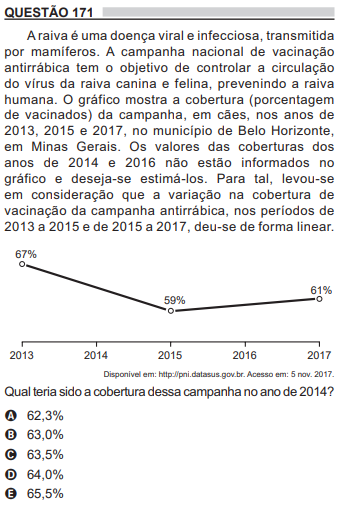 QUESTÃO 171
A raiva é uma doença viral e infecciosa, transmitida
por mamíferos. A campanha nacional de vacinação
antirrábica tem o objetivo de controlar a circulação
do vírus da raiva canina e felina, prevenindo a raiva
humana. O gráfico mostra a cobertura (porcentagem
de vacinados) da campanha, em cães, nos anos de
2013, 2015 e 2017, no município de Belo Horizonte,
em Minas Gerais. Os valores das coberturas dos
anos de 2014 e 2016 não estão informados no
gráfico e deseja-se estimá-los. Para tal, levou-se
em consideração que a variação na cobertura de
vacinação da campanha antirrábica, nos períodos de
2013 a 2015 e de 2015 a 2017, deu-se de forma linear.
67%
59%
61%
2013 2014 2015 2016 2017
Disponível em: http://pni.datasus.gov.br. Acesso em: 5 nov. 2017.
Qual teria sido a cobertura dessa campanha no ano de 2014?
A 62,3%
B 63,0%
C 63,5%
D 64,0%
E 65,5%